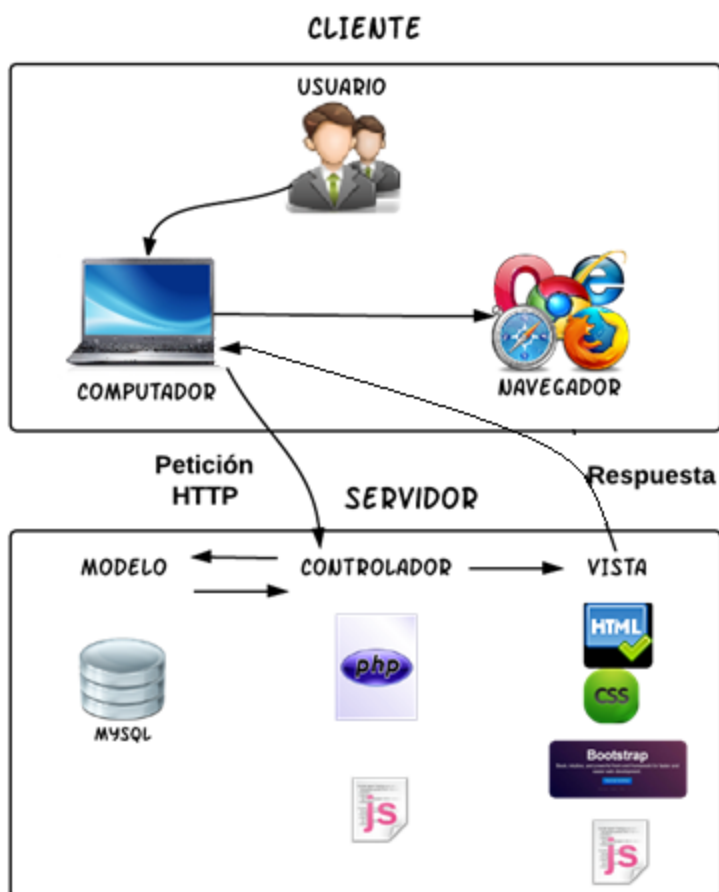 CLIENTE
USUARIO
COMPUTADOR
NAVEGADOR
Petición
HTTP
Respuesta
SERVIDOR
MODELO
CONTROLADOR
VISTA
HTML
php
CSS
MYSQL
Bootstrap
js
js